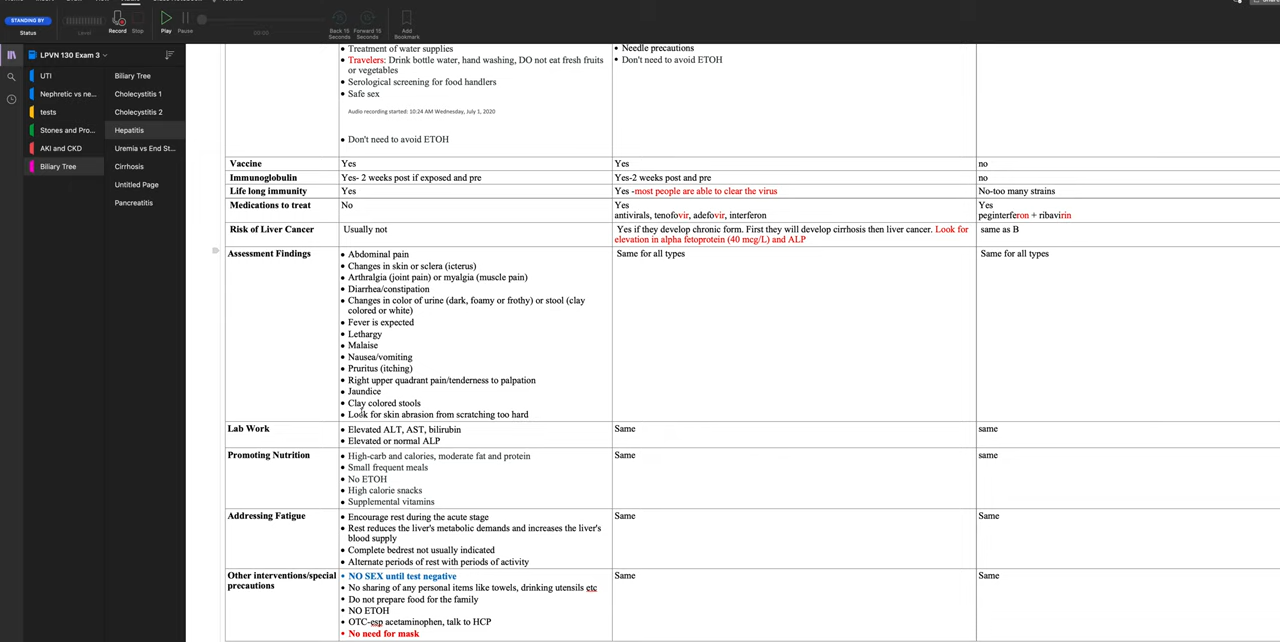 STANDING BY
Status
Level
Record
Stop
Play
Pause
00:00
Back 15 Seconds
Forward 15 Seconds
Add Bookmark
LPVN 130 Exam 3
UTI
Nephretic vs ne...
tests
Stones and Pro...
AKI and CKD
Biliary Tree
Biliary Tree
Cholecystitis 1
Cholecystitis 2
Hepatitis
Uremia vs End St...
Cirrhosis
Untitled Page
Pancreatitis
• Treatment of water supplies
• Travelers: Drink bottle water, hand washing, DO not eat fresh fruits
or vegetables
• Serological screening for food handlers
• Safe sex
Audio recording started: 10:24 AM Wednesday, July 1, 2020
• Don't need to avoid ETOH
• Needle precautions
• Don't need to avoid ETOH
Vaccine Yes Yes no
Immunoglobulin Yes- 2 weeks post if exposed and pre Yes-2 weeks post and pre no
Life long immunity Yes Yes -most people are able to clear the virus No-too many strains
Medications to treat No Yes Yes
antivirals, tenofovir, adefovir, interferon peginterferon + ribavirin
Risk of Liver Cancer Usually not Yes if they develop chronic form. First they will develop cirrhosis then liver cancer. Look for same as B
elevation in alpha fetoprotein (40 mcg/L) and ALP
Assessment Findings • Abdominal pain Same for all types Same for all types
• Changes in skin or sclera (icterus)
• Arthralgia (joint pain) or myalgia (muscle pain)
• Diarrhea/constipation
• Changes in color of urine (dark, foamy or frothy) or stool (clay
colored or white)
• Fever is expected
• Lethargy
• Malaise
• Nausea/vomiting
• Pruritus (itching)
• Right upper quadrant pain/tenderness to palpation
• Jaundice
• Clay colored stools
• Look for skin abrasion from scratching too hard
Lab Work • Elevated ALT, AST, bilirubin Same same
• Elevated or normal ALP
Promoting Nutrition • High-carb and calories, moderate fat and protein Same same
• Small frequent meals
• No ETOH
• High calorie snacks
• Supplemental vitamins
Addressing Fatigue • Encourage rest during the acute stage Same Same
• Rest reduces the liver's metabolic demands and increases the liver's
blood supply
• Complete bedrest not usually indicated
• Alternate periods of rest with periods of activity
Other interventions/special • NO SEX until test negative Same Same
precautions • No sharing of any personal items like towels, drinking utensils etc
• Do not prepare food for the family
• NO ETOH
• OTC-esp acetaminophen, talk to HCP
• No need for mask